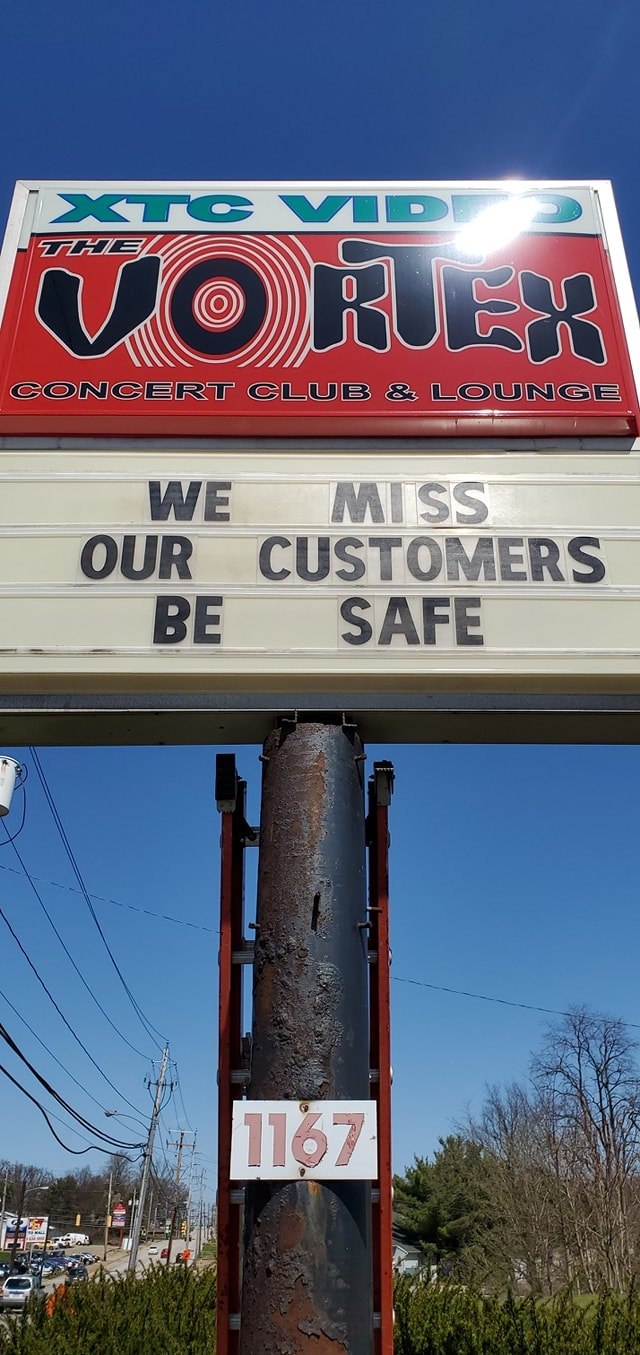 XTC VIDEO
THE
VORTEX
CONCERT CLUB & LOUNGE
WE MISS
OUR CUSTOMERS
BE SAFE
1167